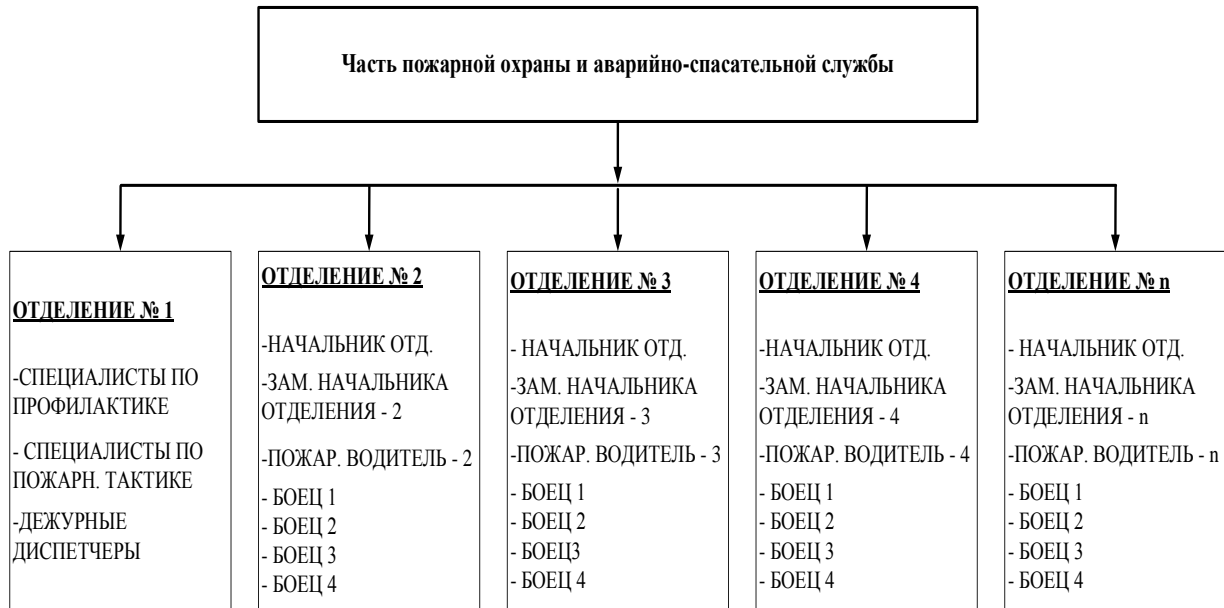 Часть пожарной охраны и аварийно-спасательной службы
ОТДЕЛЕНИЕ № 1
-СПЕЦИАЛИСТЫ ПО
ПРОФИЛАКТИКЕ
- СПЕЦИАЛИСТЫ ПО
ПОЖАРН. ТАКТИКЕ
-ДЕЖУРНЫЕ
ДИСПЕТЧЕРЫ
ОТДЕЛЕНИЕ № 2
-НАЧАЛЬНИК ОТД.
-ЗАМ. НАЧАЛЬНИКА
ОТДЕЛЕНИЯ - 2
-ПОЖАР. ВОДИТЕЛЬ - 2
- БОЕЦ 1
- БОЕЦ 2
- БОЕЦ 3
- БОЕЦ 4
ОТДЕЛЕНИЕ № 3
- НАЧАЛЬНИК ОТД.
-ЗАМ. НАЧАЛЬНИКА
ОТДЕЛЕНИЯ - 3
-ПОЖАР. ВОДИТЕЛЬ - 3
- БОЕЦ 1
- БОЕЦ 2
- БОЕЦ3
- БОЕЦ 4
ОТДЕЛЕНИЕ № 4
-НАЧАЛЬНИК ОТД.
-ЗАМ. НАЧАЛЬНИКА
ОТДЕЛЕНИЯ - 4
-ПОЖАР. ВОДИТЕЛЬ - 4
- БОЕЦ 1
- БОЕЦ 2
- БОЕЦ 3
- БОЕЦ 4
ОТДЕЛЕНИЕ № n
- НАЧАЛЬНИК ОТД.
-ЗАМ. НАЧАЛЬНИКА
ОТДЕЛЕНИЯ - n
-ПОЖАР. ВОДИТЕЛЬ - n
- БОЕЦ 1
- БОЕЦ 2
- БОЕЦ 3
- БОЕЦ 4